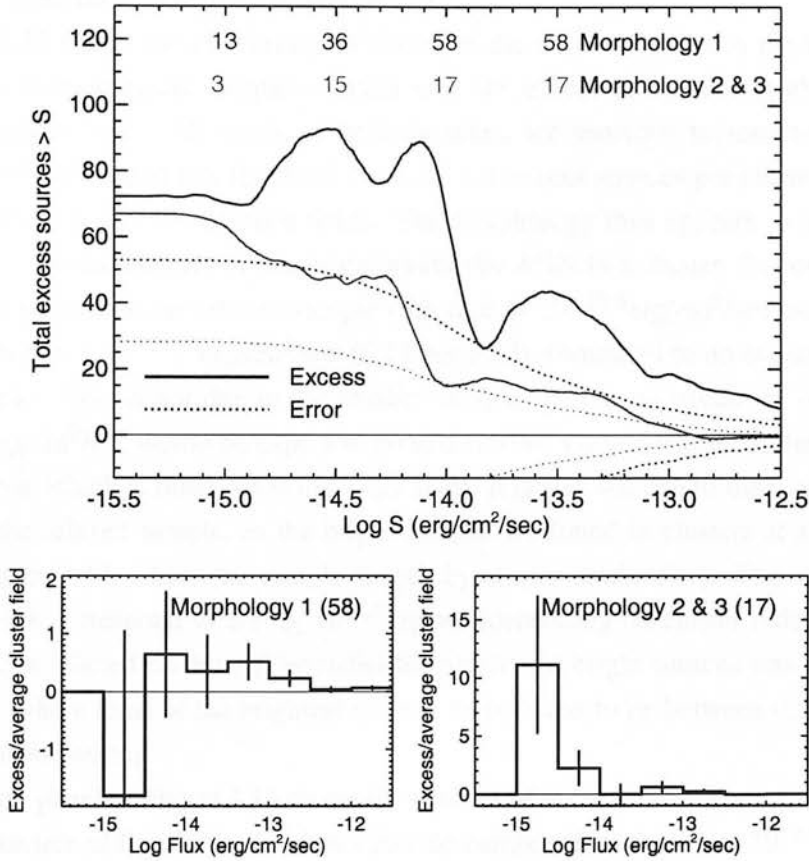 120
100
80
60
40
20
0
Total excess sources > S
13 36 58 58 Morphology 1
3 15 17 17 Morphology 2 & 3
Excess
Error
-15.5 -15.0 -14.5 -14.0 -13.5 -13.0 -12.5
Log S (erg/cm²/sec)
2
1
0
-1
Excess/average cluster field
Morphology 1 (58)
-15 -14 -13 -12
Log Flux (erg/cm²/sec)
15
10
5
0
Excess/average cluster field
Morphology 2 & 3 (17)
-15 -14 -13 -12
Log Flux (erg/cm²/sec)